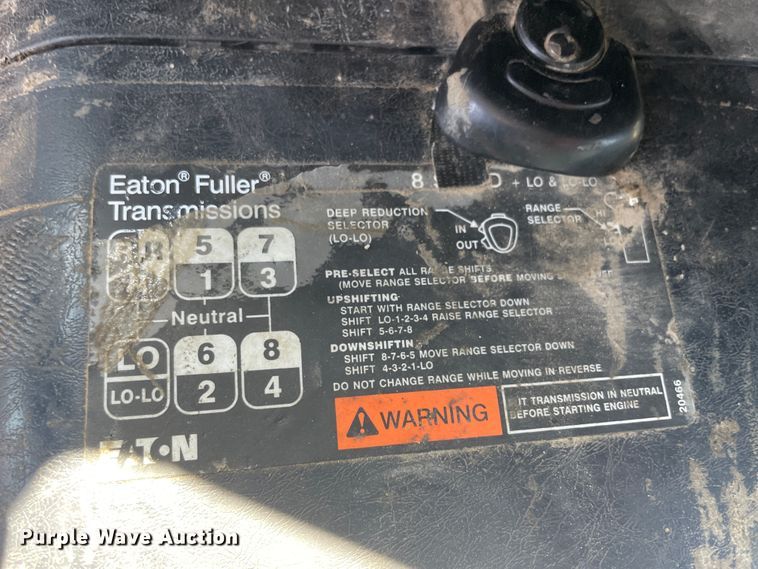 Eaton® Fuller®
Transmissions
8 + LO & LO-LO
DEEP REDUCTION
SELECTOR
(LO-LO)
IN
OUT
RANGE
SELECTOR
HI
R
5
1
7
3
Neutral
LO
LO-LO
6
2
8
4
PRE-SELECT ALL RANGE SHIFTS
(MOVE RANGE SELECTOR BEFORE MOVING
UPSHIFTING
START WITH RANGE SELECTOR DOWN
SHIFT LO-1-2-3-4 RAISE RANGE SELECTOR
SHIFT 5-6-7-8
DOWNSHIFTIN
SHIFT 8-7-6-5 MOVE RANGE SELECTOR DOWN
SHIFT 4-3-2-1-LO
DO NOT CHANGE RANGE WHILE MOVING IN REVERSE
WARNING
IT TRANSMISSION IN NEUTRAL
BEFORE STARTING ENGINE
20466
EATON
Purple Wave Auction